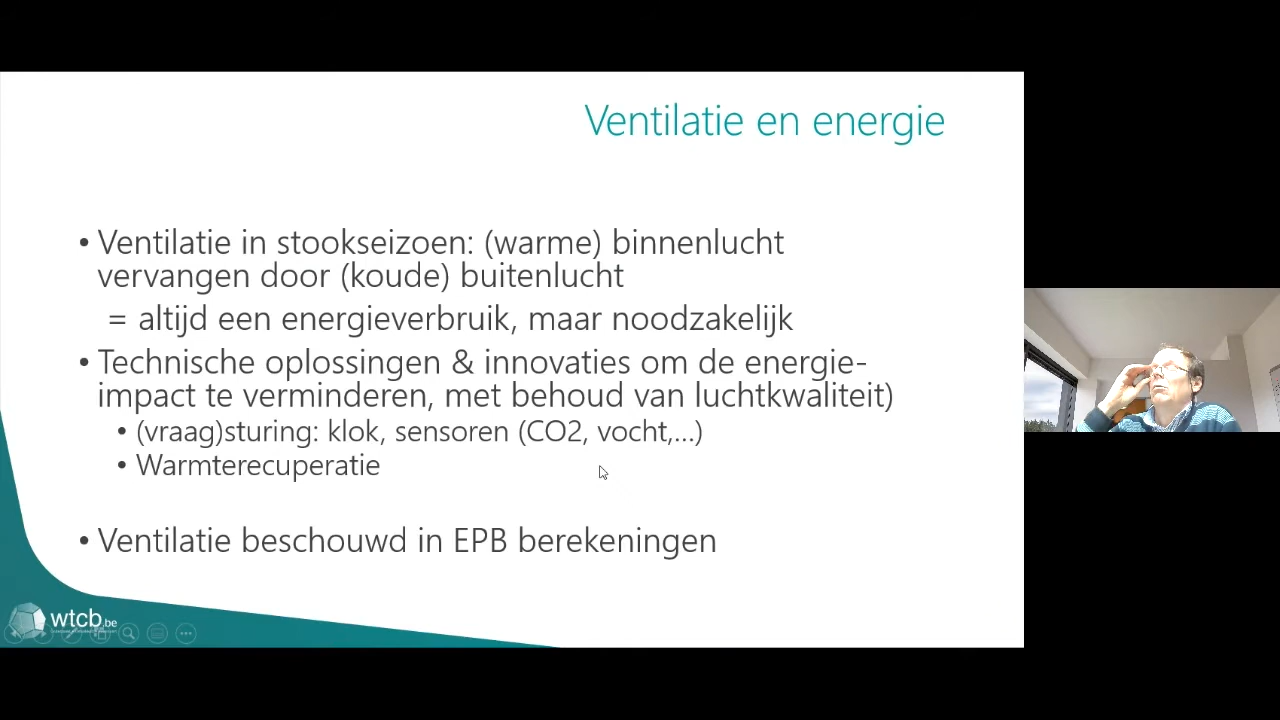 Ventilatie en energie
• Ventilatie in stookseizoen: (warme) binnenlucht
vervangen door (koude) buitenlucht
= altijd een energieverbruik, maar noodzakelijk
• Technische oplossingen & innovaties om de energie-
impact te verminderen, met behoud van luchtkwaliteit)
• (vraag)sturing: klok, sensoren (CO2, vocht,...)
• Warmterecuperatie
• Ventilatie beschouwd in EPB berekeningen
wtcb.be